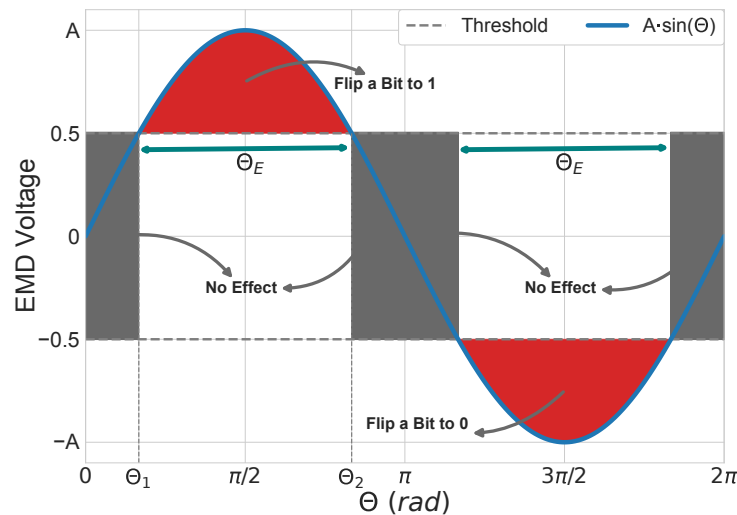 Threshold
A·sin(Θ)
A
0.5
0
−0.5
−A
EMD Voltage
Flip a Bit to 1
Θ_E
Θ_E
No Effect
No Effect
Flip a Bit to 0
0
Θ₁
π/2
Θ₂
π
3π/2
2π
Θ (rad)